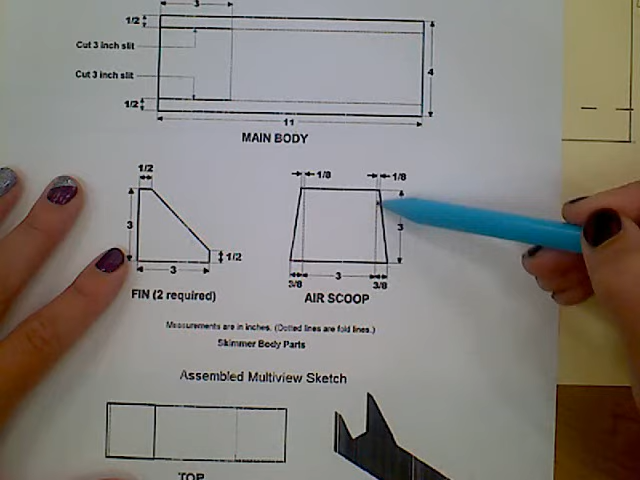 3
1/2
Cut 3 inch slit
4
Cut 3 inch slit
1/2
11
MAIN BODY
1/2
1/8
1/8
3
3
1/2
3
3/8
3
3/8
FIN (2 required)
AIR SCOOP
Measurements are in inches. (Dotted lines are fold lines.)
Skimmer Body Parts
Assembled Multiview Sketch
TOP